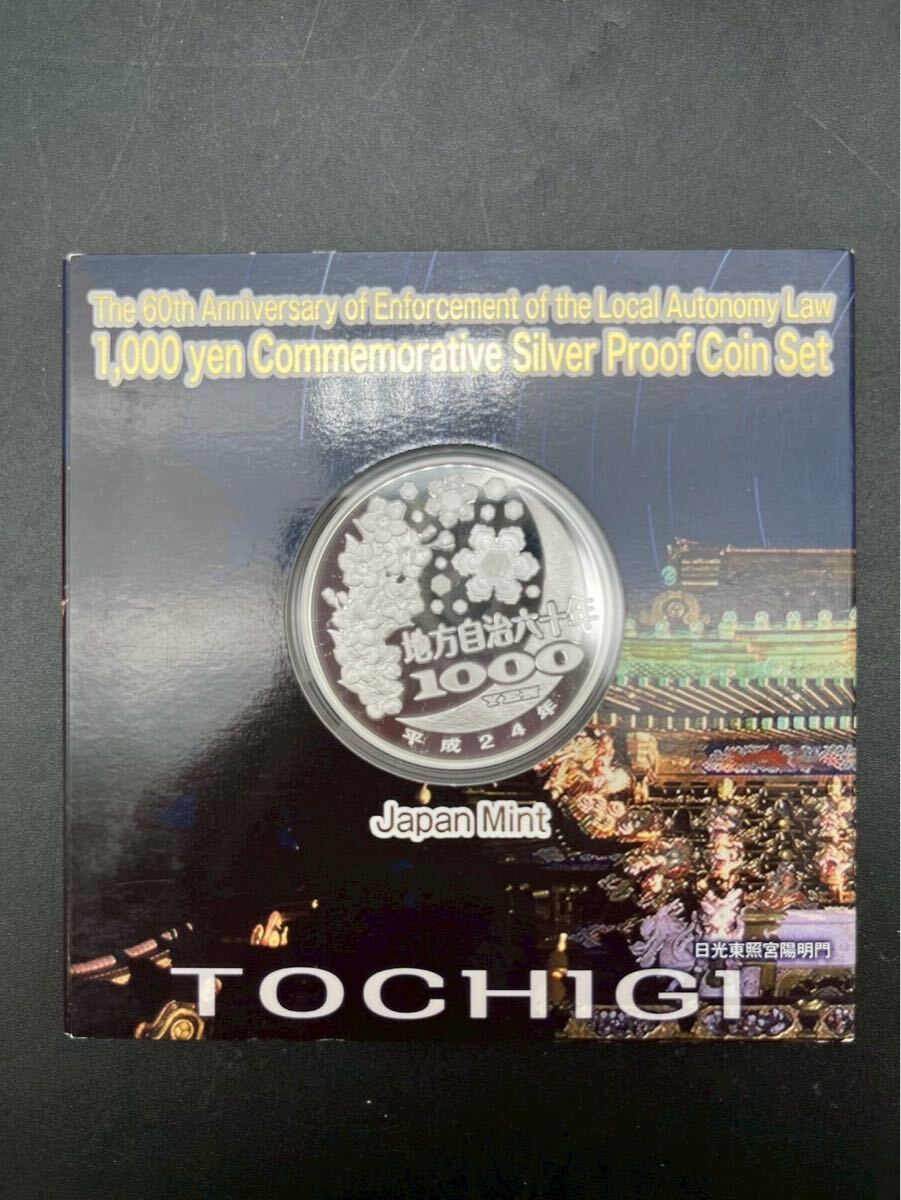 The 60th Anniversary of Enforcement of the Local Autonomy Law
1,000 yen Commemorative Silver Proof Coin Set
地方自治六十年
1000
YEN
平成24年
Japan Mint
日光東照宮陽明門
TOCHIGI